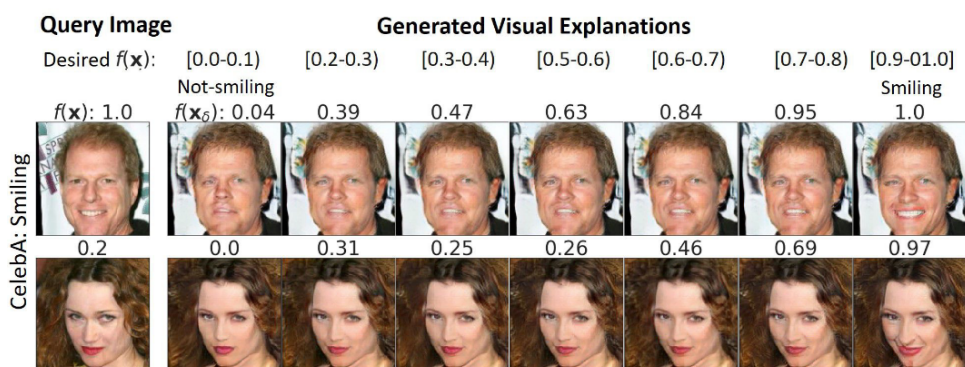 Query Image Generated Visual Explanations
Desired f(x): [0.0-0.1) [0.2-0.3) [0.3-0.4) [0.5-0.6) [0.6-0.7) [0.7-0.8) [0.9-01.0]
Not-smiling Smiling
f(x): 1.0 f(x_δ): 0.04 0.39 0.47 0.63 0.84 0.95 1.0
0.2 0.0 0.31 0.25 0.26 0.46 0.69 0.97
CelebA: Smiling